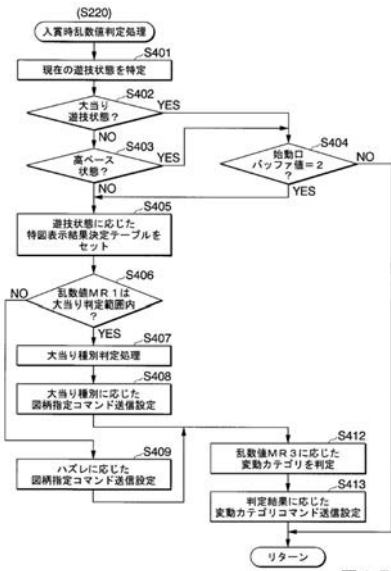 (S220)
入賞時乱数値判定処理
S401
現在の遊技状態を特定
S402
大当り
遊技状態?
YES
NO
S403
高ベース
状態?
YES
NO
S404
始動口
バッファ値=2
?
NO
YES
S405
遊技状態に応じた
特図表示結果決定テーブルを
セット
S406
乱数値MR1は
大当り判定範囲内
?
NO
YES
S407
大当り種別判定処理
S408
大当り種別に応じた
図柄指定コマンド送信設定
S409
ハズレに応じた
図柄指定コマンド送信設定
S412
乱数値MR3に応じた
変動カテゴリを判定
S413
判定結果に応じた
変動カテゴリコマンド送信設定
リターン